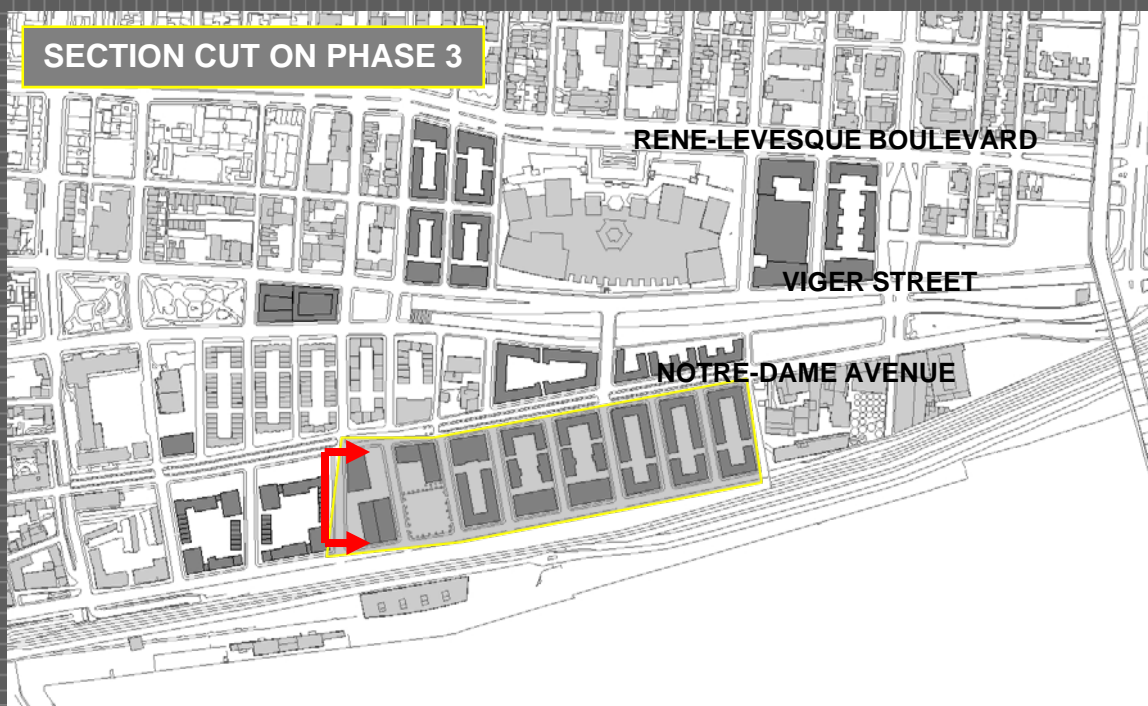 SECTION CUT ON PHASE 3
RENE-LEVESQUE BOULEVARD
VIGER STREET
NOTRE-DAME AVENUE